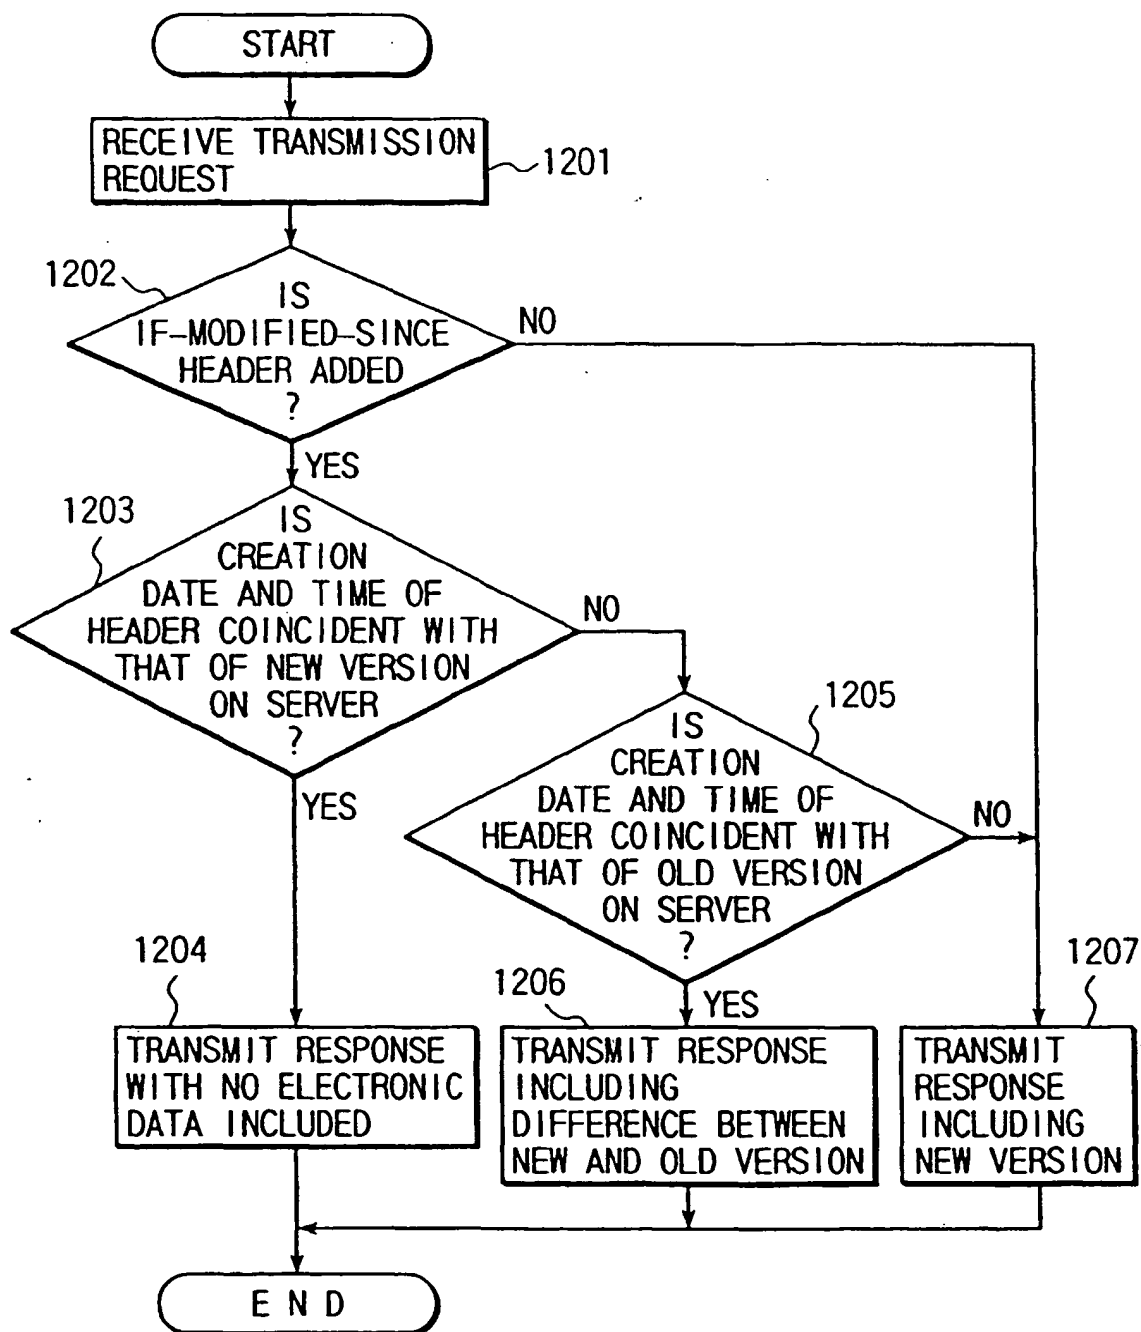 START
RECEIVE TRANSMISSION
REQUEST
1201
1202
IS
IF-MODIFIED-SINCE
HEADER ADDED
?
NO
YES
1203
IS
CREATION
DATE AND TIME OF
HEADER COINCIDENT WITH
THAT OF NEW VERSION
ON SERVER
?
NO
YES
1205
IS
CREATION
DATE AND TIME OF
HEADER COINCIDENT WITH
THAT OF OLD VERSION
ON SERVER
?
NO
YES
1204
TRANSMIT RESPONSE
WITH NO ELECTRONIC
DATA INCLUDED
1206
TRANSMIT RESPONSE
INCLUDING
DIFFERENCE BETWEEN
NEW AND OLD VERSION
1207
TRANSMIT
RESPONSE
INCLUDING
NEW VERSION
END